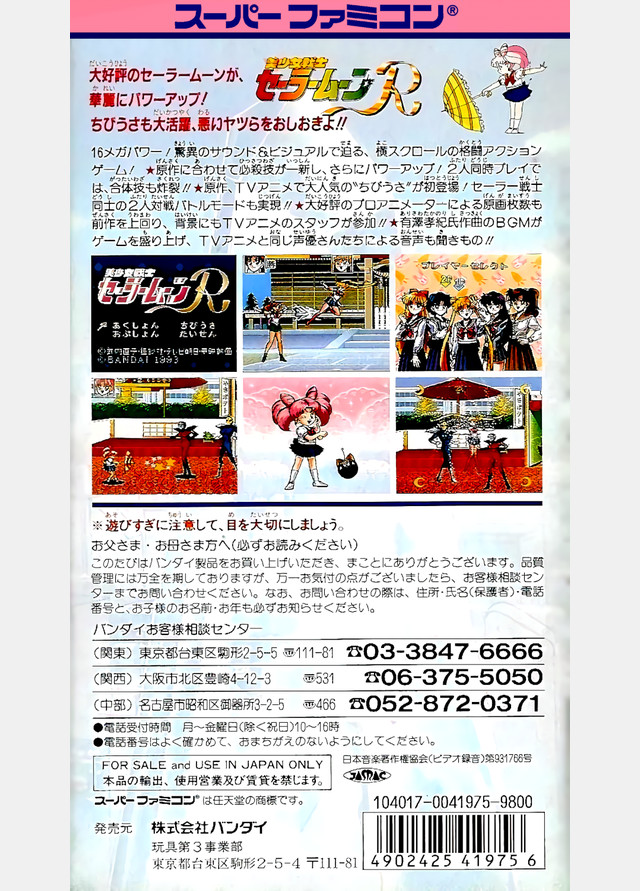 スーパーファミコン®
大好評のセーラームーンが、
華麗にパワーアップ!
ちびうさも大活躍、悪いヤツらをおしおきよ!!
美少女戦士
セーラームーンR
16メガパワー!驚異のサウンド&ビジュアルで迫る、横スクロールの格闘アクション
ゲーム!★原作に合わせて必殺技が一新し、さらにパワーアップ!2人同時プレイで
は、合体技も炸裂!!★原作、TVアニメで大人気の"ちびうさ"が初登場!セーラー戦士
同士の2人対戦バトルモードも実現!!★大好評のプロアニメーターによる原画枚数も
前作を上回り、背景にもTVアニメのスタッフが参加!!★有澤孝紀氏作曲のBGMが
ゲームを盛り上げ、TVアニメと同じ声優さんたちによる音声も聞きもの!!
美少女戦士
セーラームーンR
あくしょん ちびうさ
おぷしょん たいせん
©武内直子・講談社・テレビ朝日・東映動画
©BANDAI 1993
プレイヤーセレクト
※遊びすぎに注意して、目を大切にしましょう。
お父さま・お母さま方へ(必ずお読みください)
このたびはバンダイ製品をお買い上げいただき、まことにありがとうございます。品質
管理には万全を期しておりますが、万一お気付の点がございましたら、お客様相談セン
ターまでお問い合わせください。なお、お問い合わせの際は、住所・氏名(保護者)・電話
番号と、お子様のお名前・お年も必ずお知らせください。
バンダイお客様相談センター
(関東) 東京都台東区駒形2-5-5 〠111-81 ☎03-3847-6666
(関西) 大阪市北区豊崎4-12-3 〠531 ☎06-375-5050
(中部) 名古屋市昭和区御器所3-2-5 〠466 ☎052-872-0371
●電話受付時間 月〜金曜日(除く祝日)10〜16時
●電話番号はよく確かめて、おまちがえのないようにしてください。
FOR SALE and USE IN JAPAN ONLY
本品の輸出、使用営業及び賃貸を禁じます。
日本音楽著作権協会(ビデオ録音)第931766号
JASRAC
スーパーファミコンは任天堂の商標です。
104017-0041975-9800
発売元 株式会社バンダイ
玩具第3事業部
東京都台東区駒形2-5-4 〒111-81
4902425419756